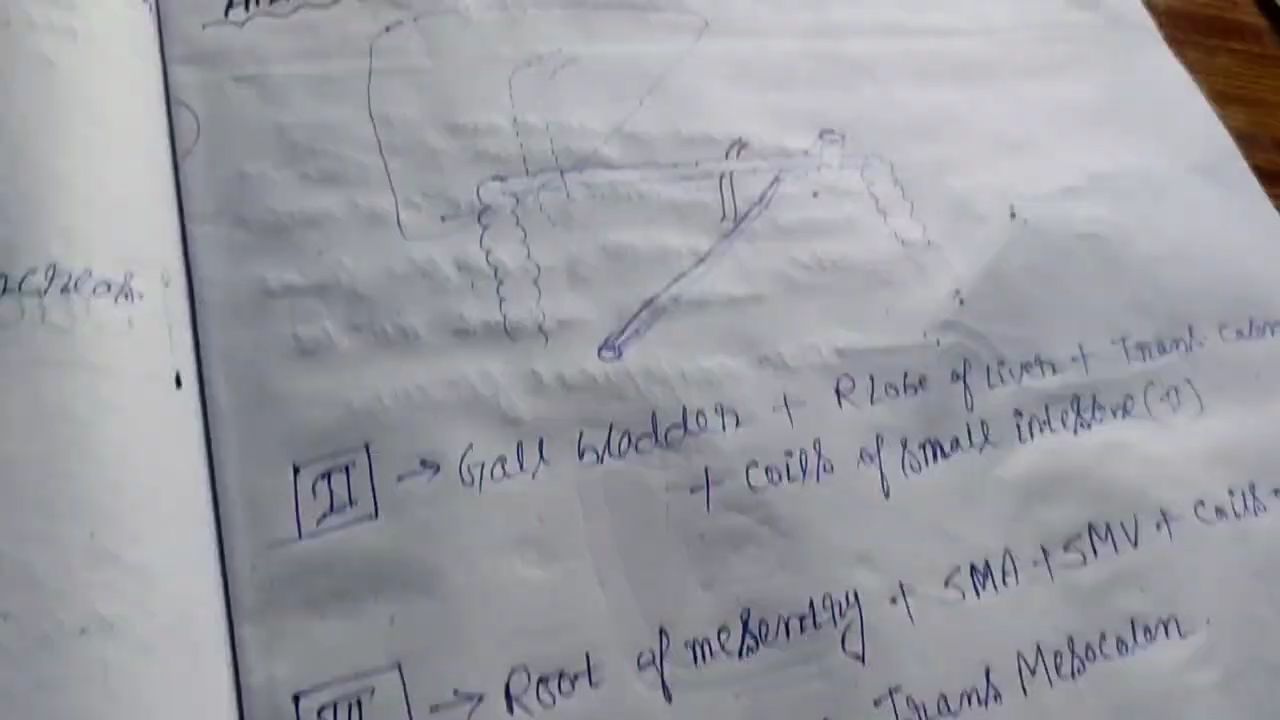 II → Gall bladder + R Lobe of Liver + Trans. Colon
+ Coils of small intestine (J)
III → Root of mesentry + SMA + SMV + Coils
Trans Mesocolon